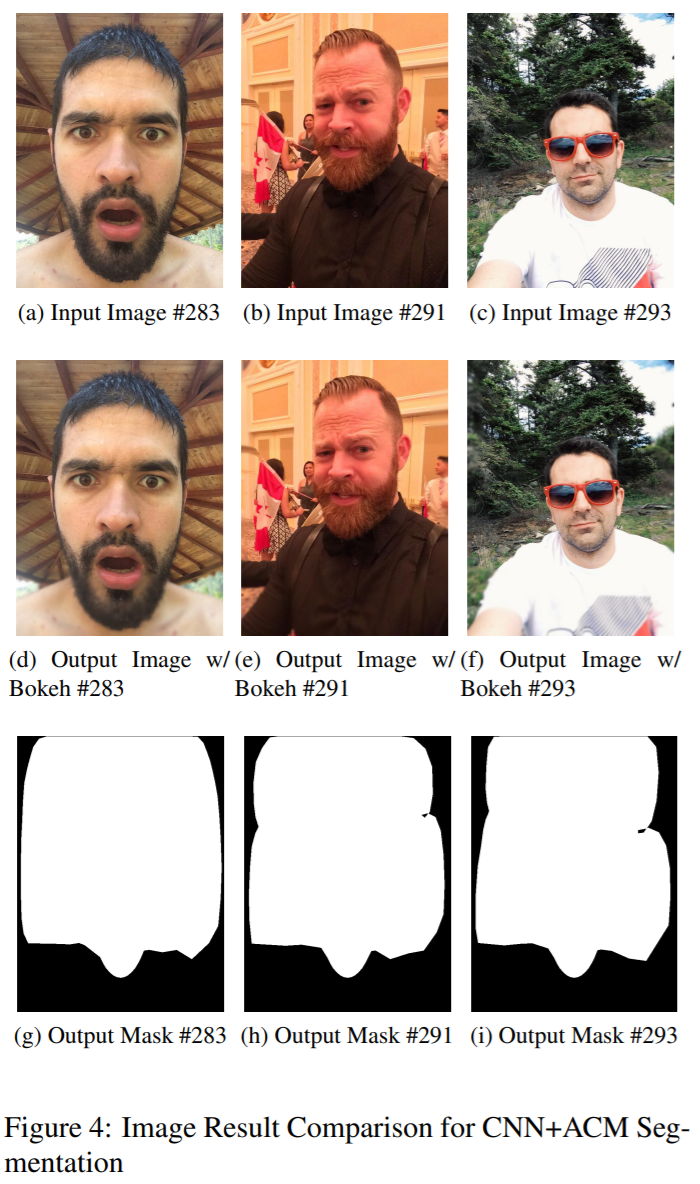 (a) Input Image #283
(b) Input Image #291
(c) Input Image #293
(d) Output Image w/
Bokeh #283
(e) Output Image w/
Bokeh #291
(f) Output Image w/
Bokeh #293
(g) Output Mask #283
(h) Output Mask #291
(i) Output Mask #293
Figure 4: Image Result Comparison for CNN+ACM Seg-
mentation